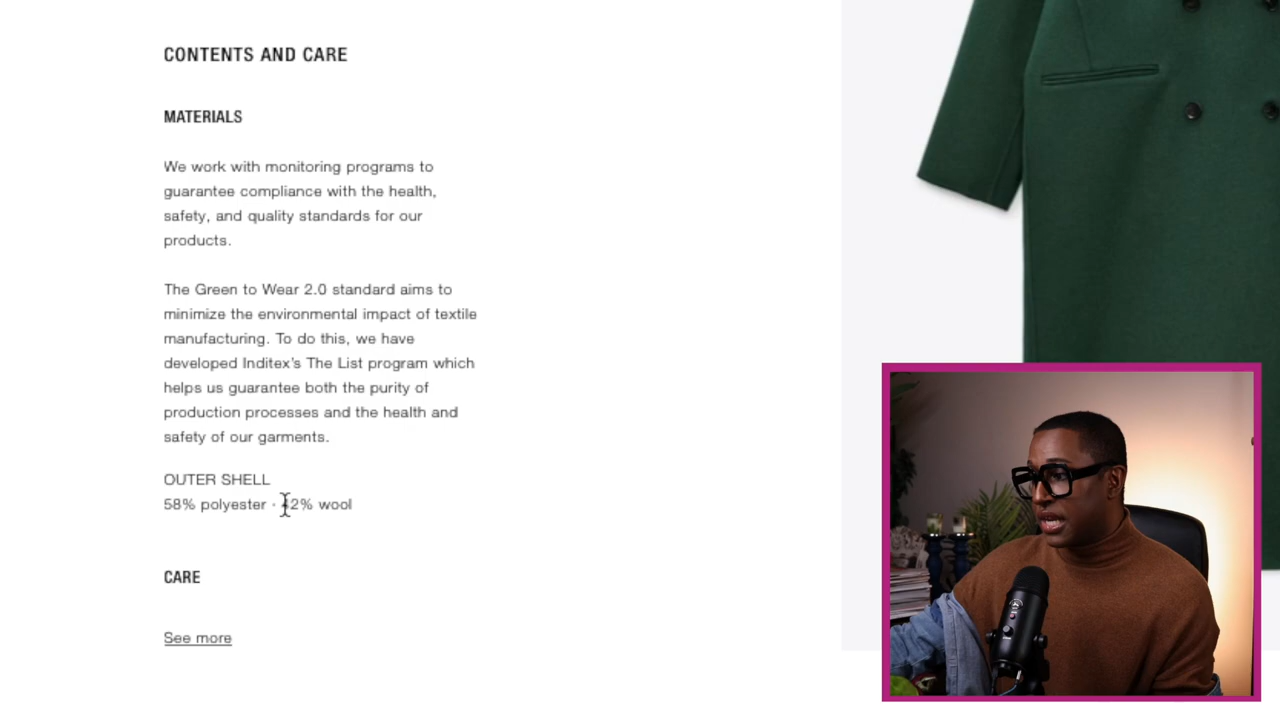 CONTENTS AND CARE
MATERIALS
We work with monitoring programs to
guarantee compliance with the health,
safety, and quality standards for our
products.
The Green to Wear 2.0 standard aims to
minimize the environmental impact of textile
manufacturing. To do this, we have
developed Inditex's The List program which
helps us guarantee both the purity of
production processes and the health and
safety of our garments.
OUTER SHELL
58% polyester · 42% wool
CARE
See more